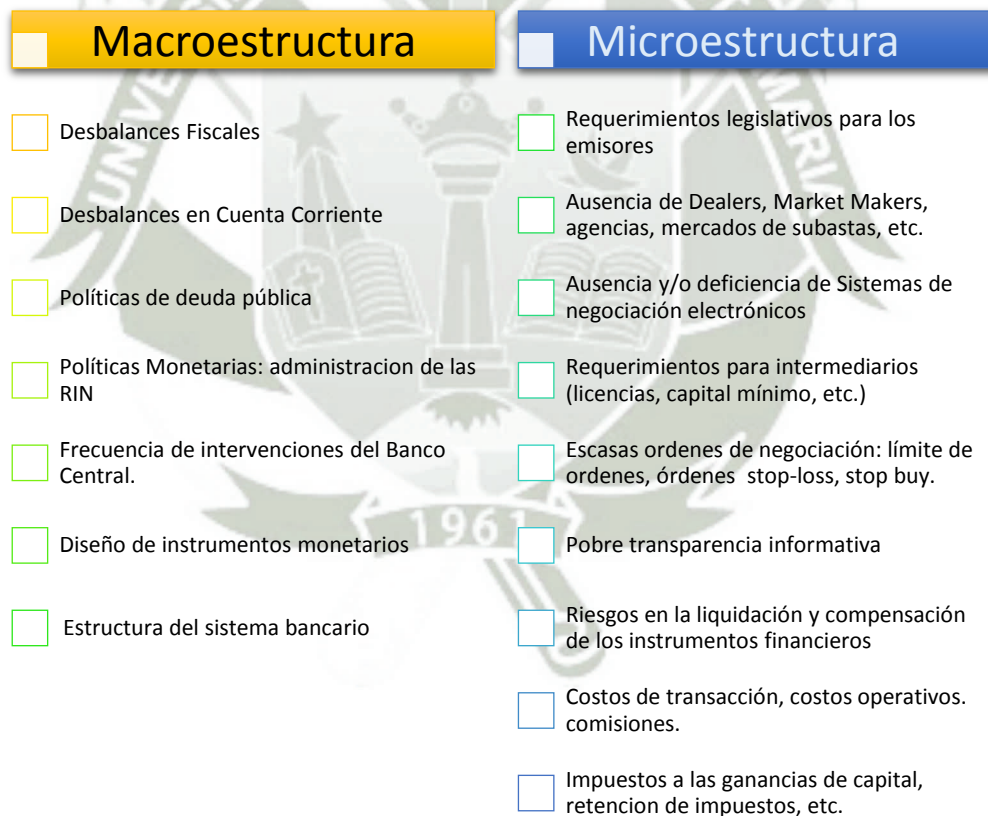 Macroestructura
Desbalances Fiscales
Desbalances en Cuenta Corriente
Políticas de deuda pública
Políticas Monetarias: administracion de las
RIN
Frecuencia de intervenciones del Banco
Central.
Diseño de instrumentos monetarios
Estructura del sistema bancario
Microestructura
Requerimientos legislativos para los
emisores
Ausencia de Dealers, Market Makers,
agencias, mercados de subastas, etc.
Ausencia y/o deficiencia de Sistemas de
negociación electrónicos
Requerimientos para intermediarios
(licencias, capital mínimo, etc.)
Escasas ordenes de negociación: límite de
ordenes, órdenes stop-loss, stop buy.
Pobre transparencia informativa
Riesgos en la liquidación y compensación
de los instrumentos financieros
Costos de transacción, costos operativos.
comisiones.
Impuestos a las ganancias de capital,
retencion de impuestos, etc.
1961